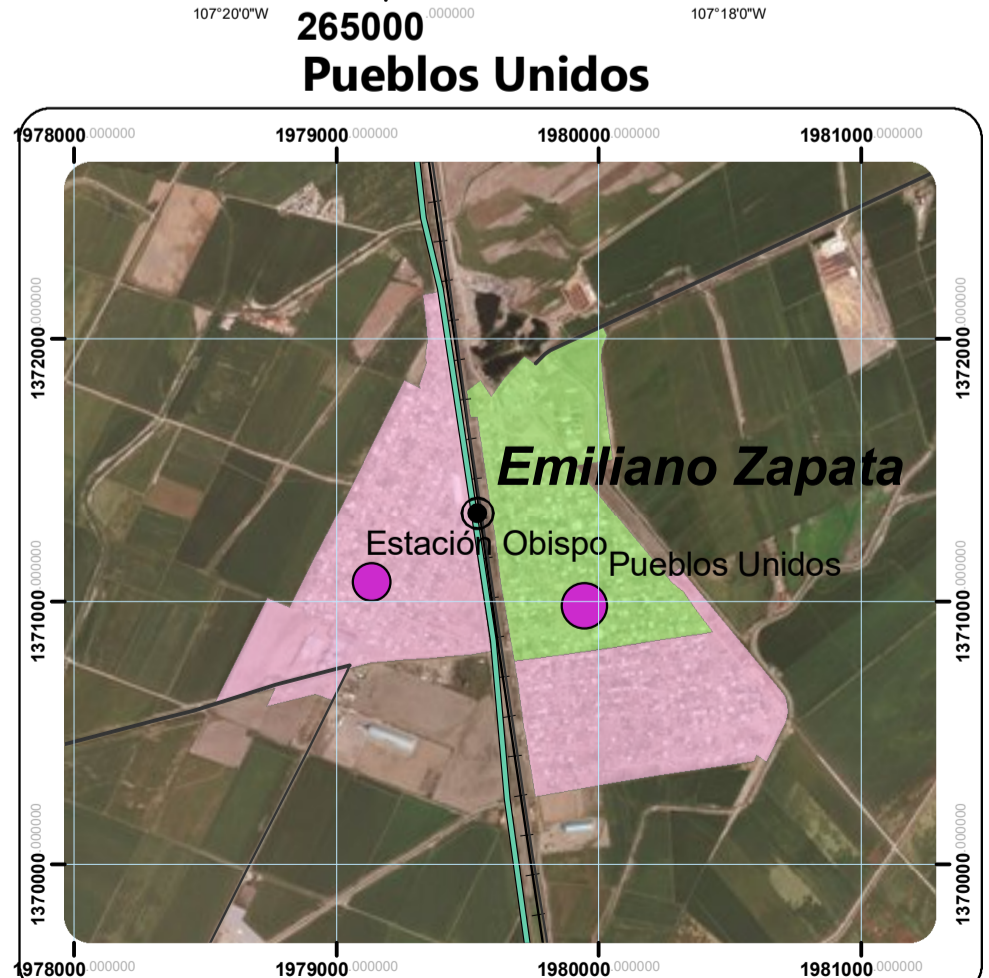 107°20'0"W .000000 107°18'0"W
265000
Pueblos Unidos
1978000.000000 1979000.000000 1980000.000000 1981000.000000
1372000.000000 1372000.000000
Emiliano Zapata
Estación Obispo
Pueblos Unidos
1371000.000000 1371000.000000
1370000.000000 1370000.000000
1978000.000000 1979000.000000 1980000.000000 1981000.000000